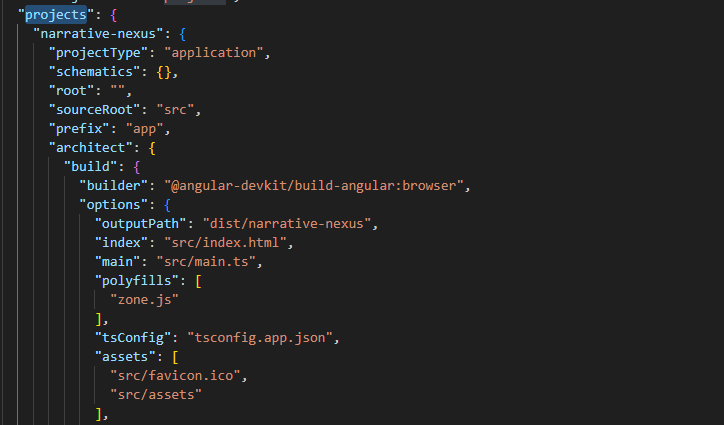 "projects": {
"narrative-nexus": {
"projectType": "application",
"schematics": {},
"root": "",
"sourceRoot": "src",
"prefix": "app",
"architect": {
"build": {
"builder": "@angular-devkit/build-angular:browser",
"options": {
"outputPath": "dist/narrative-nexus",
"index": "src/index.html",
"main": "src/main.ts",
"polyfills": [
"zone.js"
],
"tsConfig": "tsconfig.app.json",
"assets": [
"src/favicon.ico",
"src/assets"
],